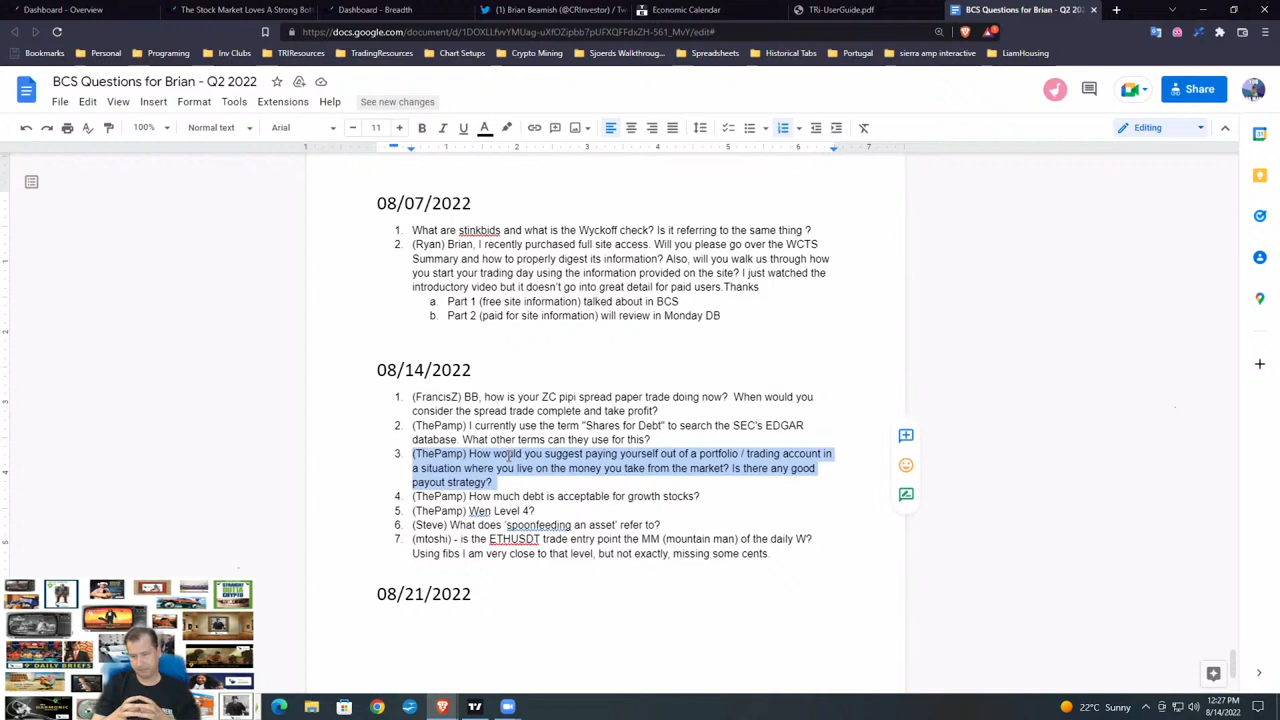 Dashboard - Overview
The Stock Market Loves A Strong Bot
Dashboard - Breadth
Brian Beamish (@CRInvestor) / Tw
Economic Calendar
TRi-UserGuide.pdf
BCS Questions for Brian - Q2 202
https://docs.google.com/document/d/1DOXLfvvYMUag-uXfOZipbb7pUFXQFFdxZH-561_MvY/edit#
Bookmarks
Personal
Programing
Inv Clubs
TRIResources
TradingResources
Chart Setups
Options
Sjoerds Walkthroug...
Spreadsheets
Historical Tabs
Portugal
sierra amp interactive
LiamHousing
BCS Questions for Brian - Q2 2022
File Edit View Insert Format Tools Extensions Help
See new changes
Share
100%
Normal text
Arial
11
Editing
08/07/2022
1. What are stinkbids and what is the Wyckoff check? Is it referring to the same thing ?
2. (Ryan) Brian, I recently purchased full site access. Will you please go over the WCTS
Summary and how to properly digest its information? Also, will you walk us through how
you start your trading day using the information provided on the site? I just watched the
introductory video but it doesn't go into great detail for paid users.Thanks
a. Part 1 (free site information) talked about in BCS
b. Part 2 (paid for site information) will review in Monday DB
08/14/2022
1. (FrancisZ) BB, how is your ZC pipi spread paper trade doing now? When would you
consider the spread trade complete and take profit?
2. (ThePamp) I currently use the term "Shares for Debt" to search the SEC's EDGAR
database. What other terms can they use for this?
3. (ThePamp) How would you suggest paying yourself out of a portfolio / trading account in
a situation where you live on the money you take from the market? Is there any good
payout strategy?
4. (ThePamp) How much debt is acceptable for growth stocks?
5. (ThePamp) Wen Level 4?
6. (Steve) What does 'spoonfeeding an asset' refer to?
7. (mtoshi) - is the ETHUSDT trade entry point the MM (mountain man) of the daily W?
Using fibs I am very close to that level, but not exactly, missing some cents.
08/21/2022
STRAIGHT
OUTTA
CRYPTO
DAILY BRIEFS
HARMONIC
22°C Sunny
12:27 PM
8/14/2022